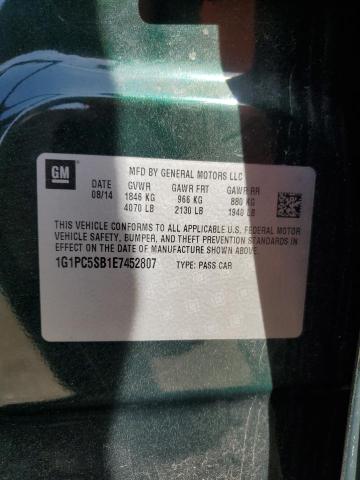 GM
MFD BY GENERAL MOTORS LLC
DATE GVWR GAWR FRT GAWR RR
08/14 1846 KG 966 KG 880 KG
4070 LB 2130 LB 1940 LB
THIS VEHICLE CONFORMS TO ALL APPLICABLE U.S. FEDERAL MOTOR
VEHICLE SAFETY, BUMPER, AND THEFT PREVENTION STANDARDS IN
EFFECT ON THE DATE OF MANUFACTURE SHOWN ABOVE.
1G1PC5SB1E7452807 TYPE: PASS CAR